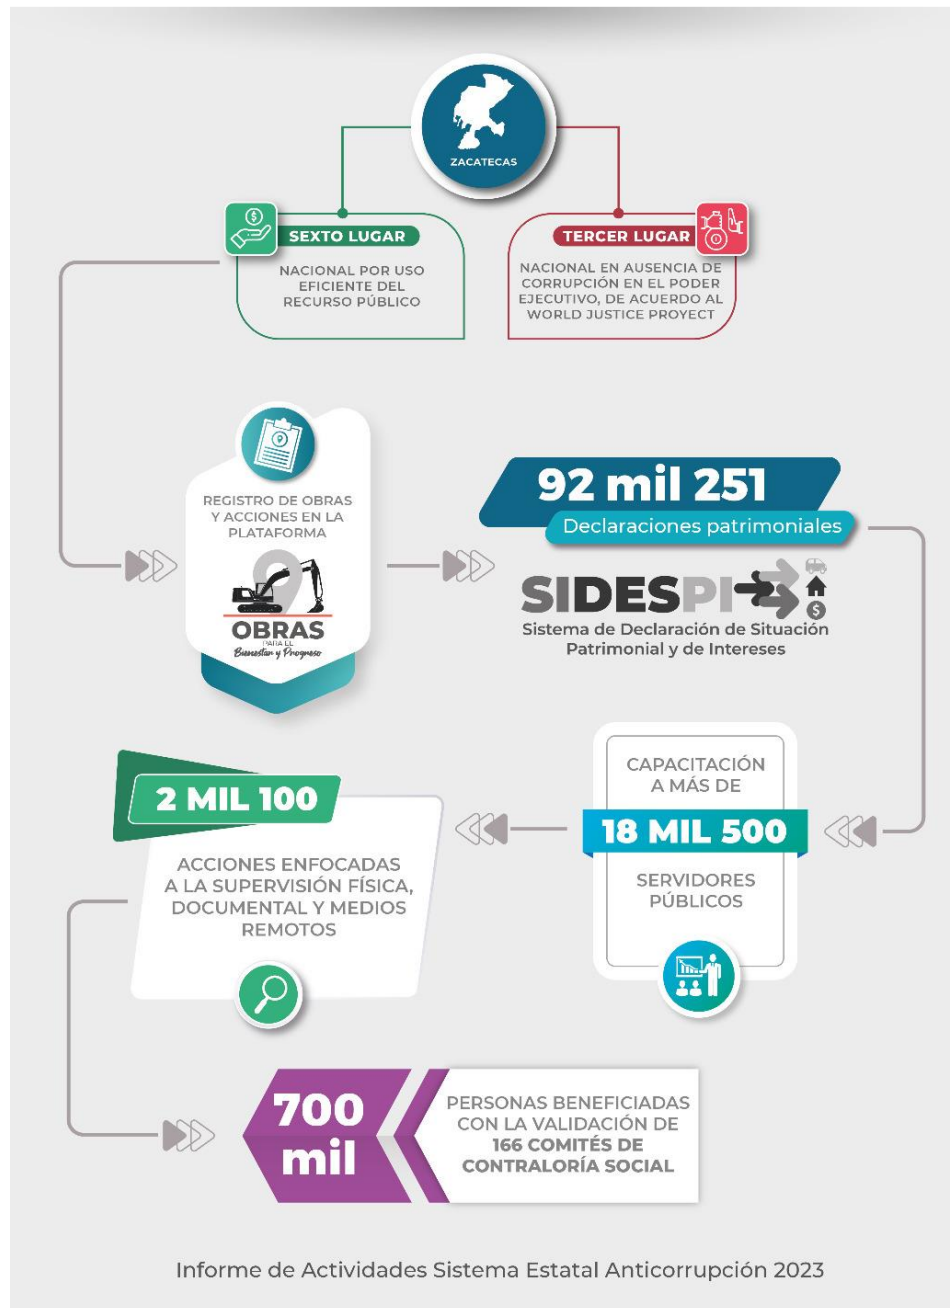 ZACATECAS
SEXTO LUGAR
NACIONAL POR USO
EFICIENTE DEL
RECURSO PÚBLICO
TERCER LUGAR
NACIONAL EN AUSENCIA DE
CORRUPCIÓN EN EL PODER
EJECUTIVO, DE ACUERDO AL
WORLD JUSTICE PROYECT
REGISTRO DE OBRAS
Y ACCIONES EN LA
PLATAFORMA
OBRAS
PARA EL
Bienestar y Progreso
92 mil 251
Declaraciones patrimoniales
SIDESPI
Sistema de Declaración de Situación
Patrimonial y de Intereses
CAPACITACIÓN
A MÁS DE
18 MIL 500
SERVIDORES
PÚBLICOS
2 MIL 100
ACCIONES ENFOCADAS
A LA SUPERVISIÓN FÍSICA,
DOCUMENTAL Y MEDIOS
REMOTOS
700
mil
PERSONAS BENEFICIADAS
CON LA VALIDACIÓN DE
166 COMITÉS DE
CONTRALORÍA SOCIAL
Informe de Actividades Sistema Estatal Anticorrupción 2023